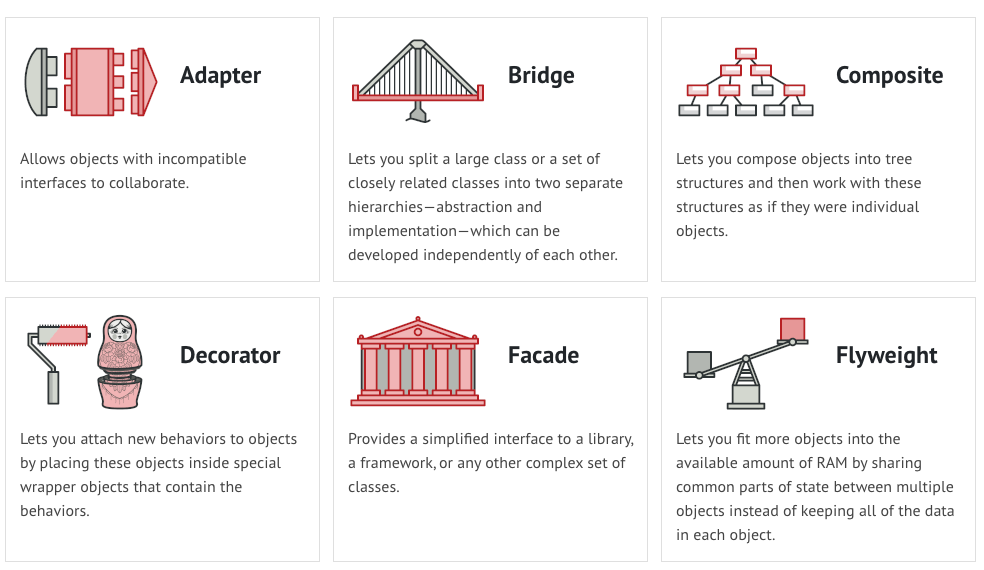 Adapter
Allows objects with incompatible
interfaces to collaborate.
Bridge
Lets you split a large class or a set of
closely related classes into two separate
hierarchies—abstraction and
implementation—which can be
developed independently of each other.
Composite
Lets you compose objects into tree
structures and then work with these
structures as if they were individual
objects.
Decorator
Lets you attach new behaviors to objects
by placing these objects inside special
wrapper objects that contain the
behaviors.
Facade
Provides a simplified interface to a library,
a framework, or any other complex set of
classes.
Flyweight
Lets you fit more objects into the
available amount of RAM by sharing
common parts of state between multiple
objects instead of keeping all of the data
in each object.